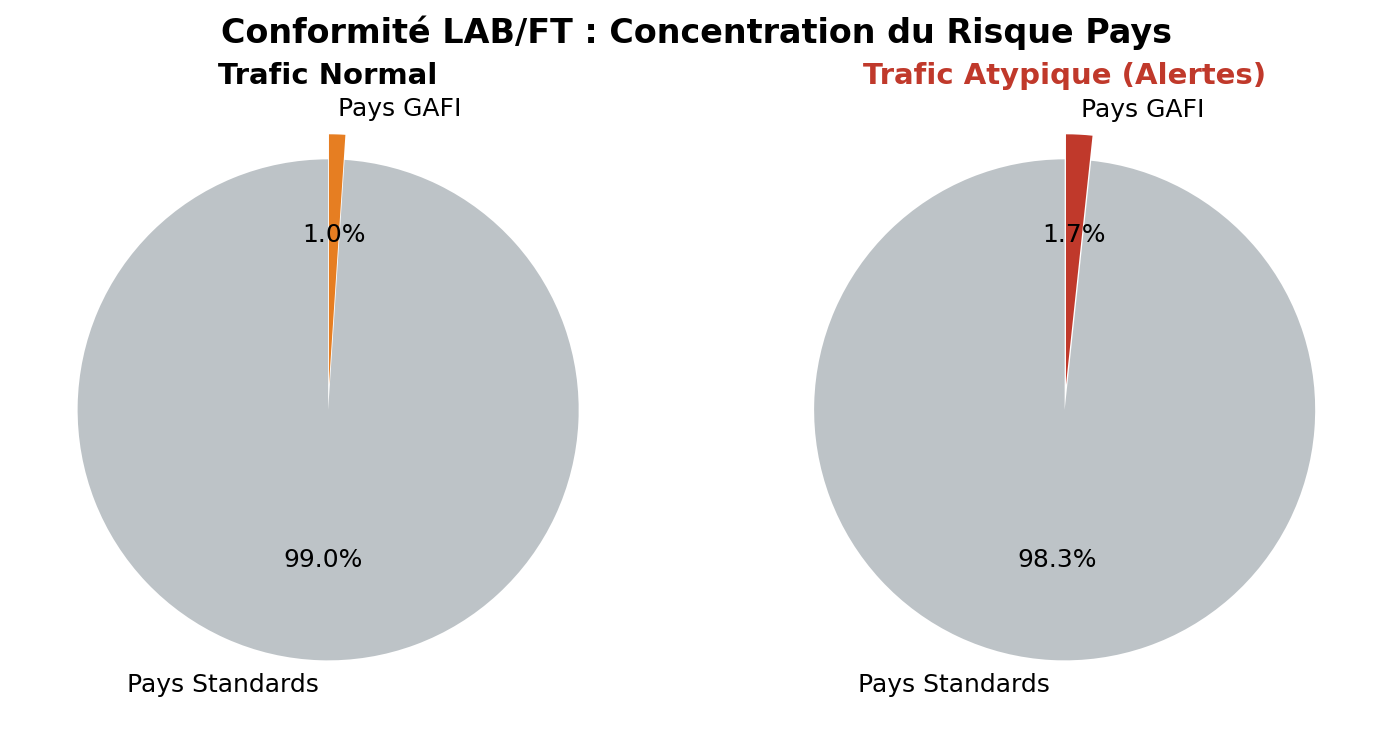 Conformité LAB/FT : Concentration du Risque Pays
Trafic Normal
Pays GAFI
1.0%
99.0%
Pays Standards
Trafic Atypique (Alertes)
Pays GAFI
1.7%
98.3%
Pays Standards